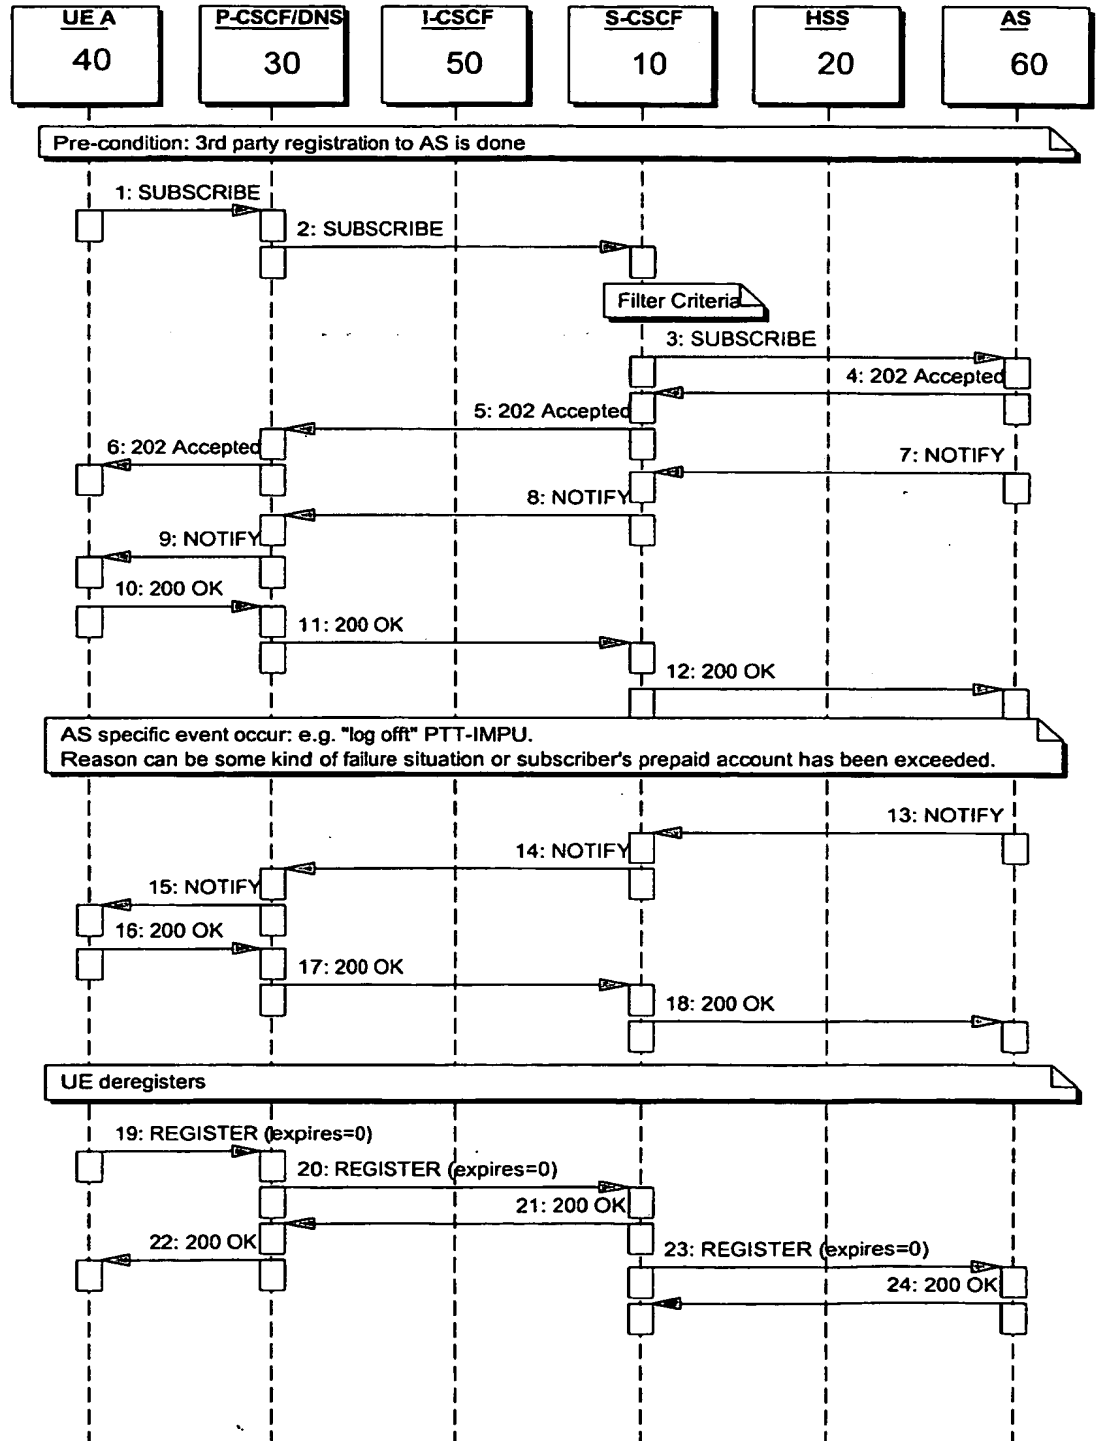 UE A
40
P-CSCF/DNS
30
I-CSCF
50
S-CSCF
10
HSS
20
AS
60
Pre-condition: 3rd party registration to AS is done
1: SUBSCRIBE
2: SUBSCRIBE
Filter Criteria
3: SUBSCRIBE
4: 202 Accepted
5: 202 Accepted
6: 202 Accepted
7: NOTIFY
8: NOTIFY
9: NOTIFY
10: 200 OK
11: 200 OK
12: 200 OK
AS specific event occur: e.g. "log offt" PTT-IMPU.
Reason can be some kind of failure situation or subscriber's prepaid account has been exceeded.
13: NOTIFY
14: NOTIFY
15: NOTIFY
16: 200 OK
17: 200 OK
18: 200 OK
UE deregisters
19: REGISTER (expires=0)
20: REGISTER (expires=0)
21: 200 OK
22: 200 OK
23: REGISTER (expires=0)
24: 200 OK